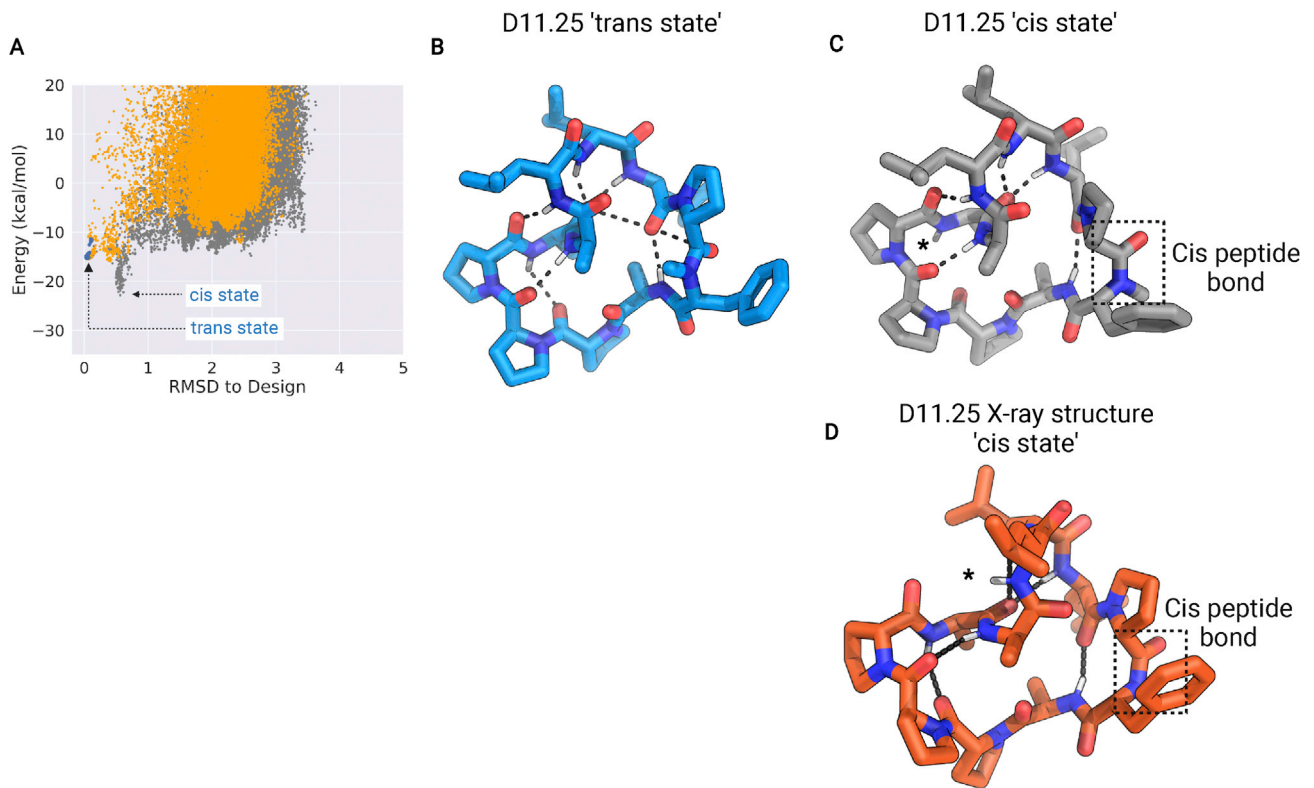 A
20
10
0
−10
−20
−30
Energy (kcal/mol)
cis state
trans state
0 1 2 3 4 5
RMSD to Design
D11.25 'trans state'
B
D11.25 'cis state'
C
*
Cis peptide
bond
D11.25 X-ray structure
'cis state'
D
*
Cis peptide
bond